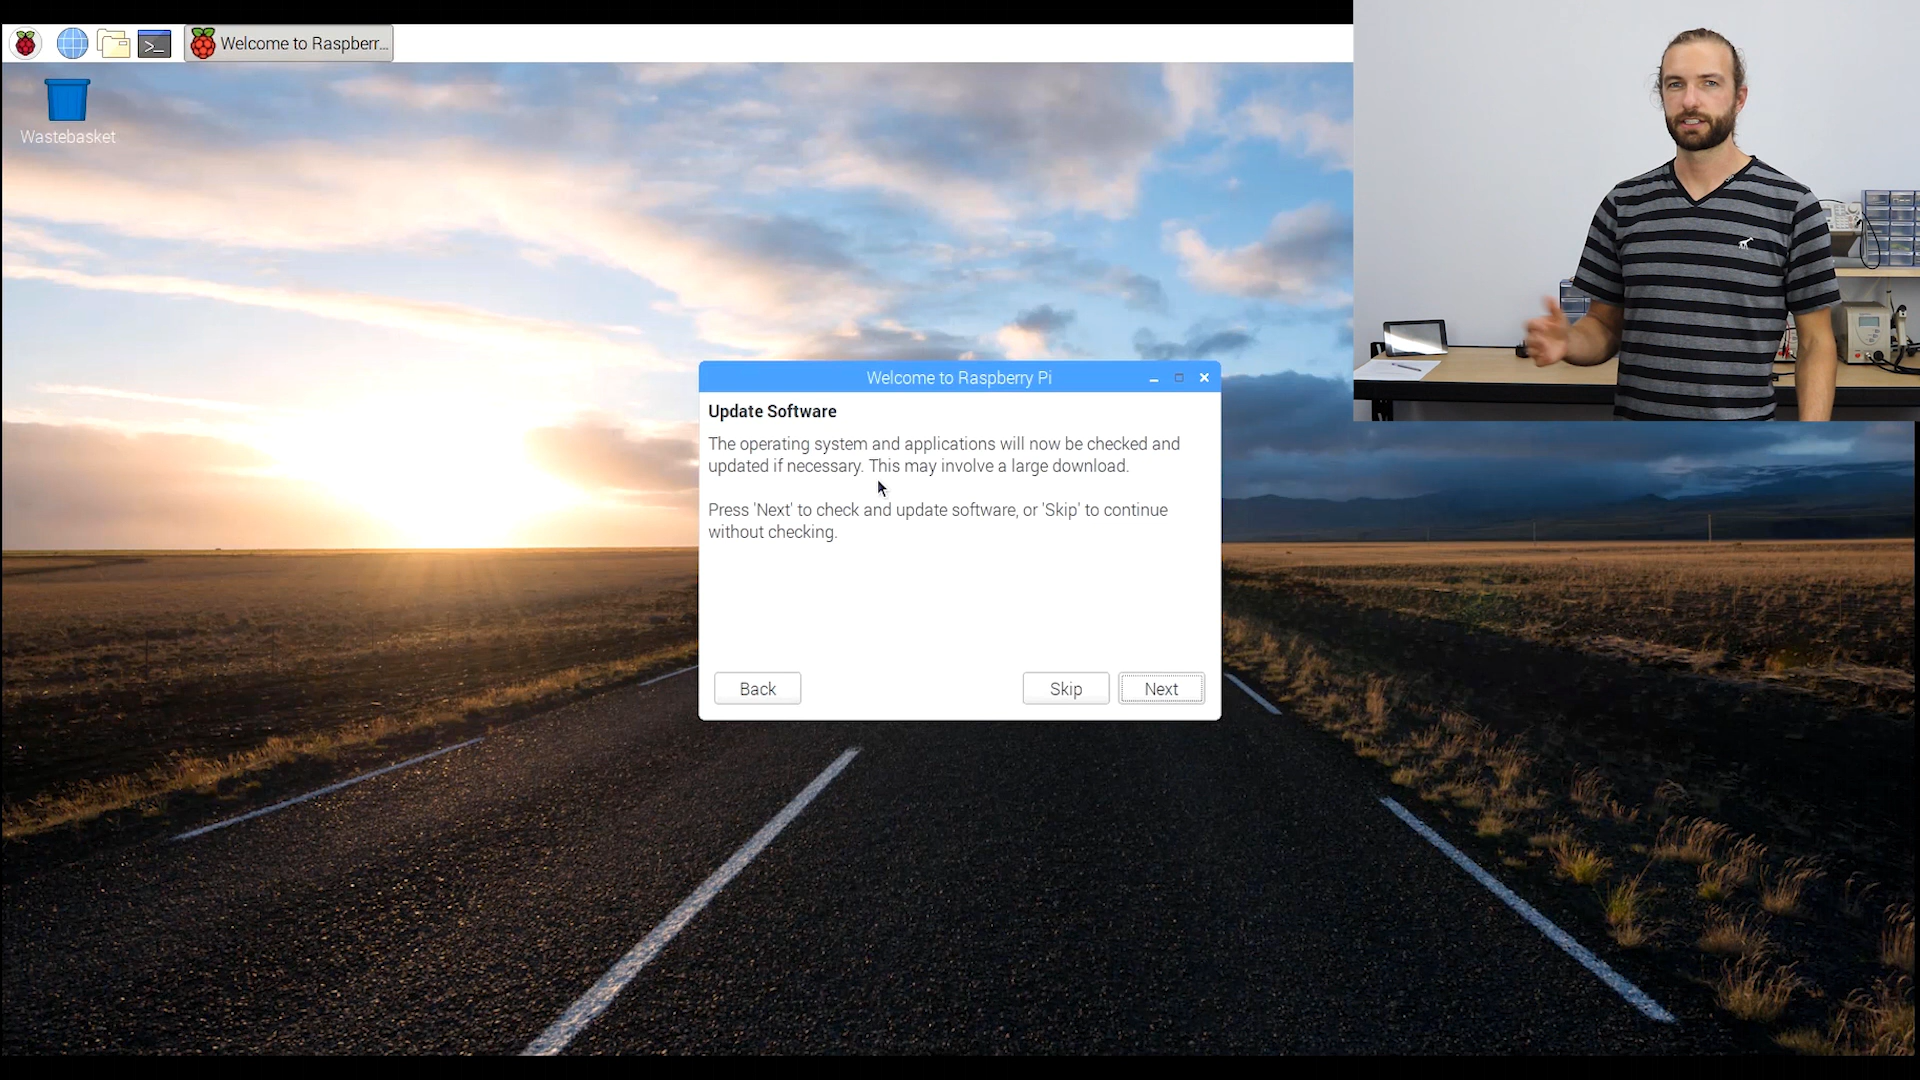 Welcome to Raspberr...
Wastebasket
Welcome to Raspberry Pi
Update Software
The operating system and applications will now be checked and
updated if necessary. This may involve a large download.
Press 'Next' to check and update software, or 'Skip' to continue
without checking.
Back
Skip
Next